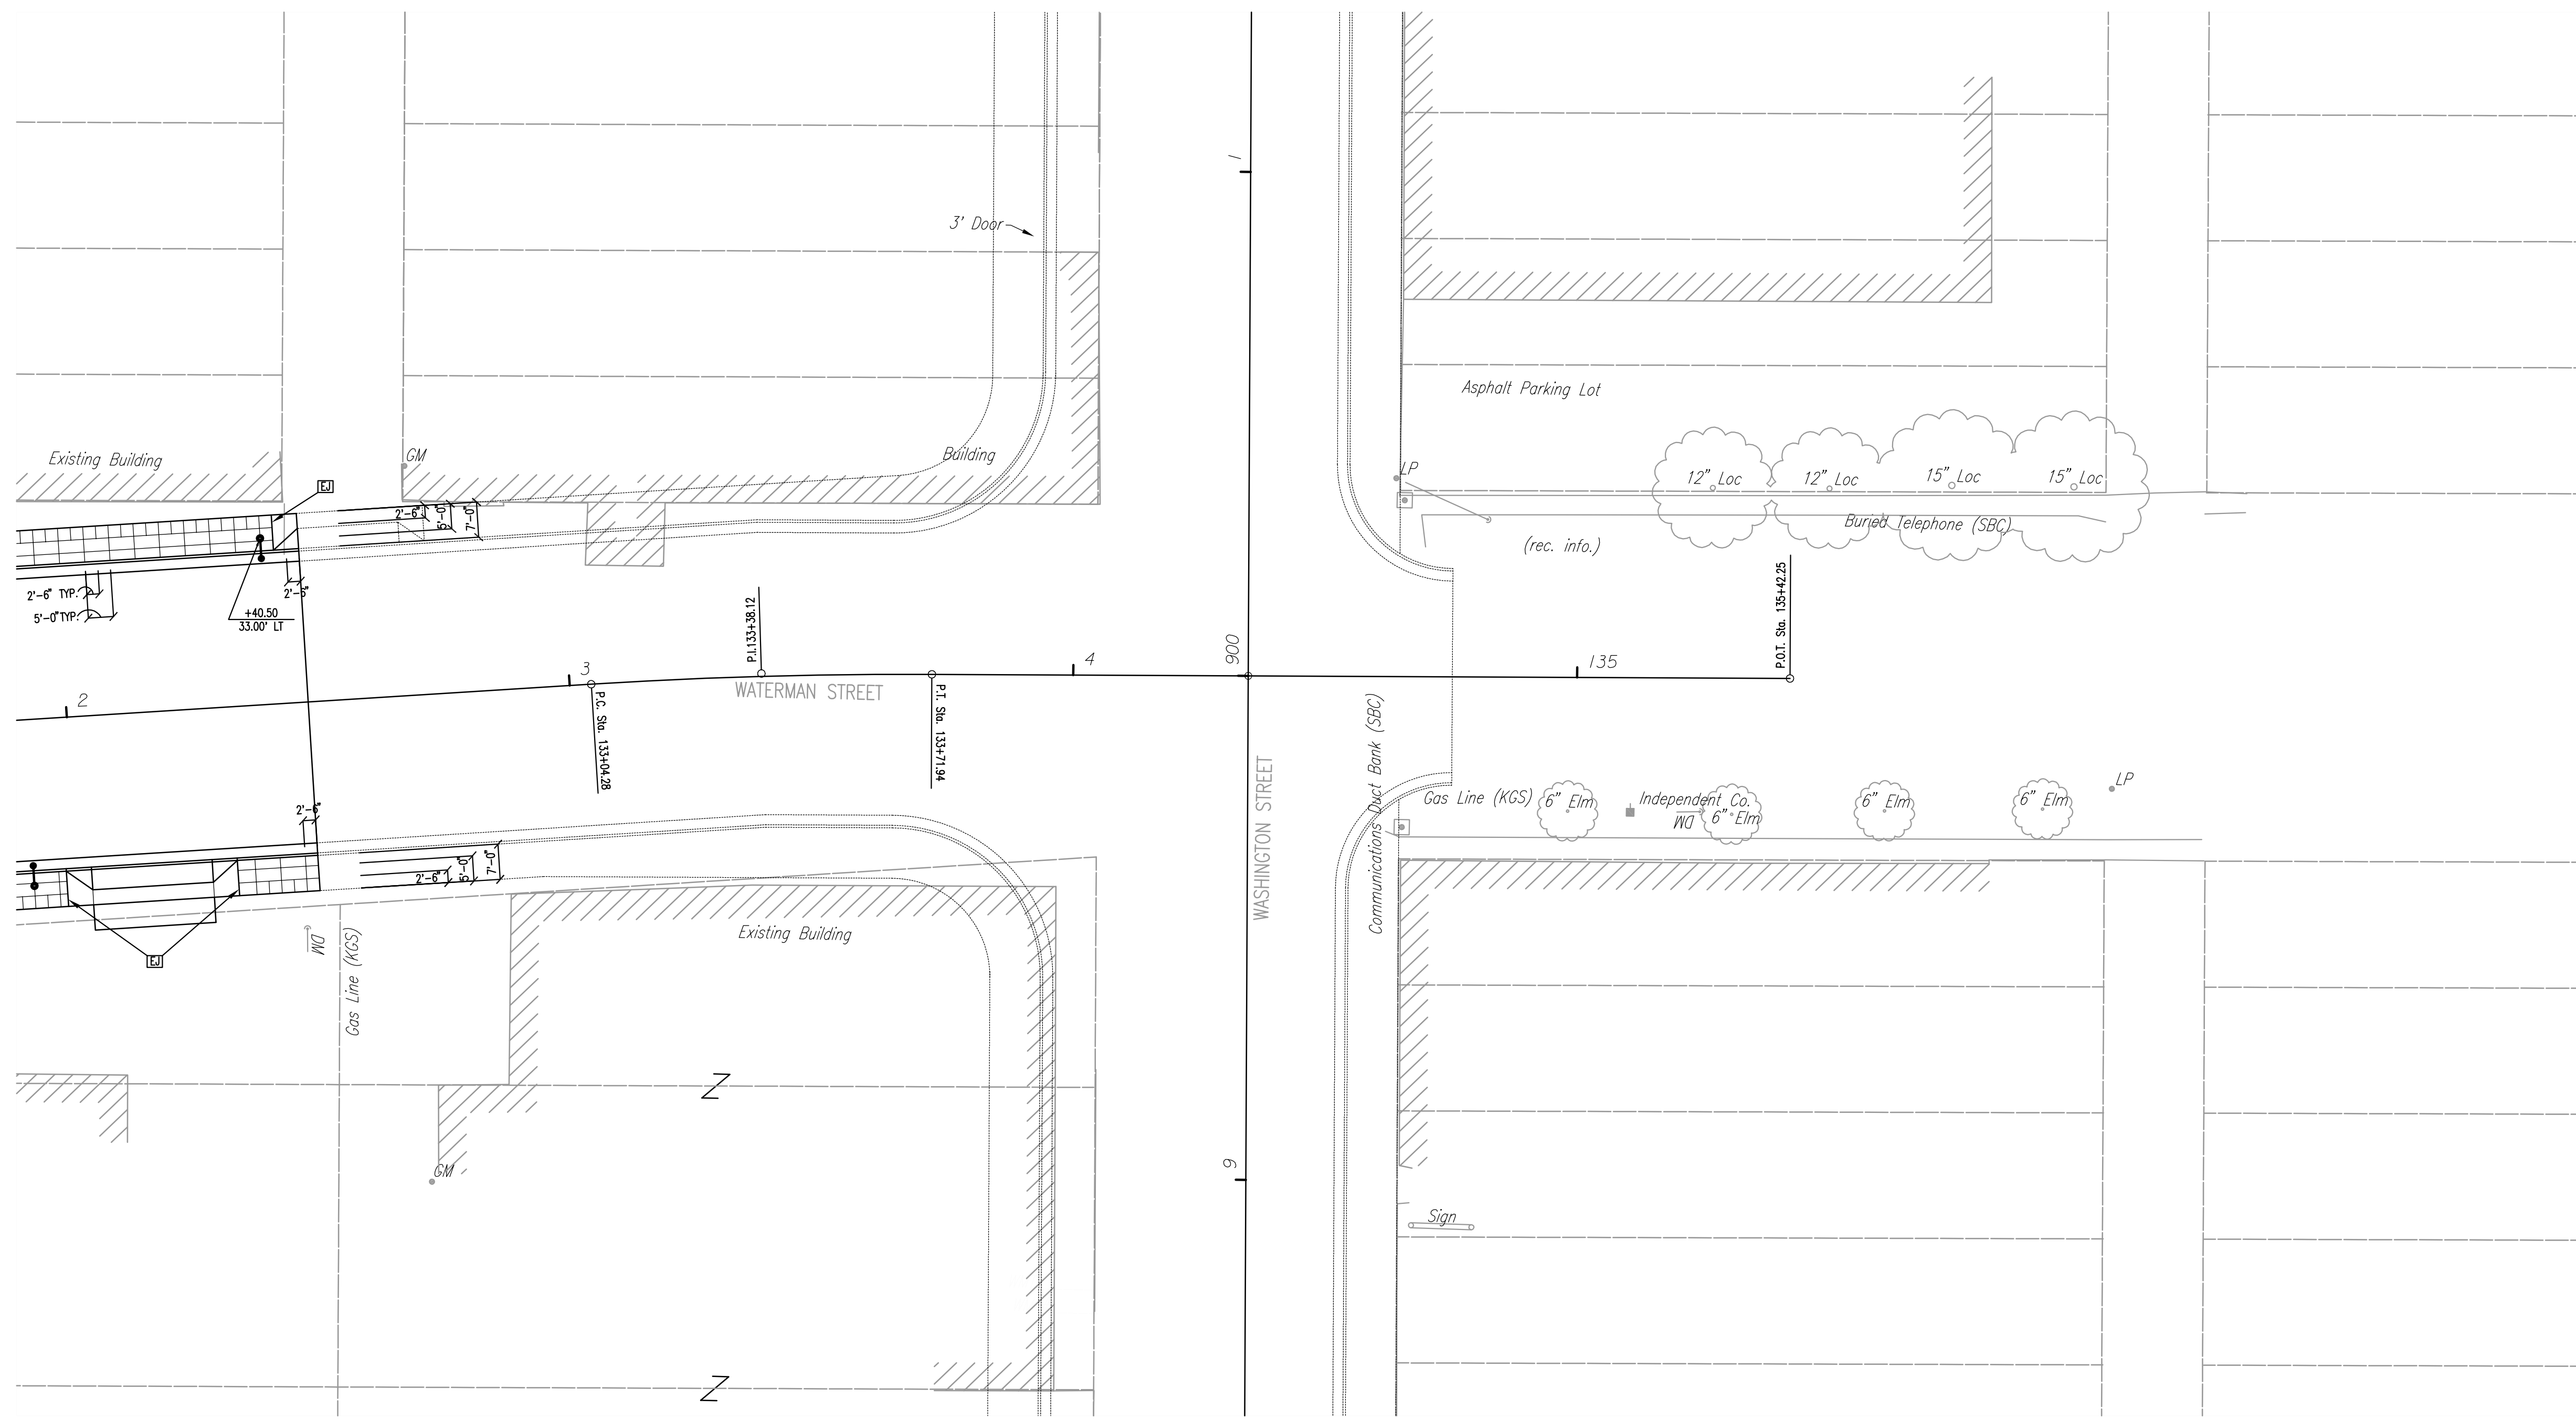 1
3' Door
Asphalt Parking Lot
Existing Building
GM
Building
LP
12" Loc
12" Loc
15" Loc
15" Loc
EJ
2'-6"
5'-0"
7'-0"
Buried Telephone (SBC)
(rec. info.)
2'-6" TYP.
2'-6"
5'-0" TYP.
+40.50
33.00' LT
P.I. 133+38.12
P.O.T. Sta. 135+42.25
900
3
4
135
WATERMAN STREET
2
P.C. Sta. 133+04.28
P.T. Sta. 133+71.94
Communications Duct Bank (SBC)
WASHINGTON STREET
LP
Gas Line (KGS)
6" Elm
Independent Co.
6" Elm
6" Elm
6" Elm
WM
2'-6"
2'-6"
5'-0"
7'-0"
Existing Building
WM
Gas Line (KGS)
EJ
Z
GM
9
Sign
Z